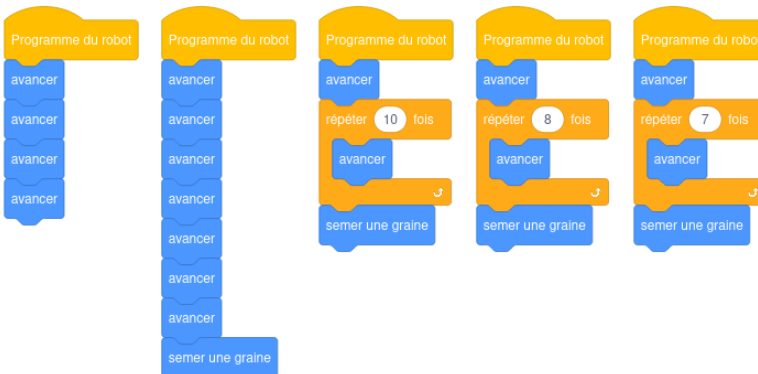 Programme du robot
avancer
avancer
avancer
avancer
Programme du robot
avancer
avancer
avancer
avancer
avancer
avancer
avancer
semer une graine
Programme du robot
avancer
répéter 10 fois
avancer
semer une graine
Programme du robot
avancer
répéter 8 fois
avancer
semer une graine
Programme du robo
avancer
répéter 7 fois
avancer
semer une graine